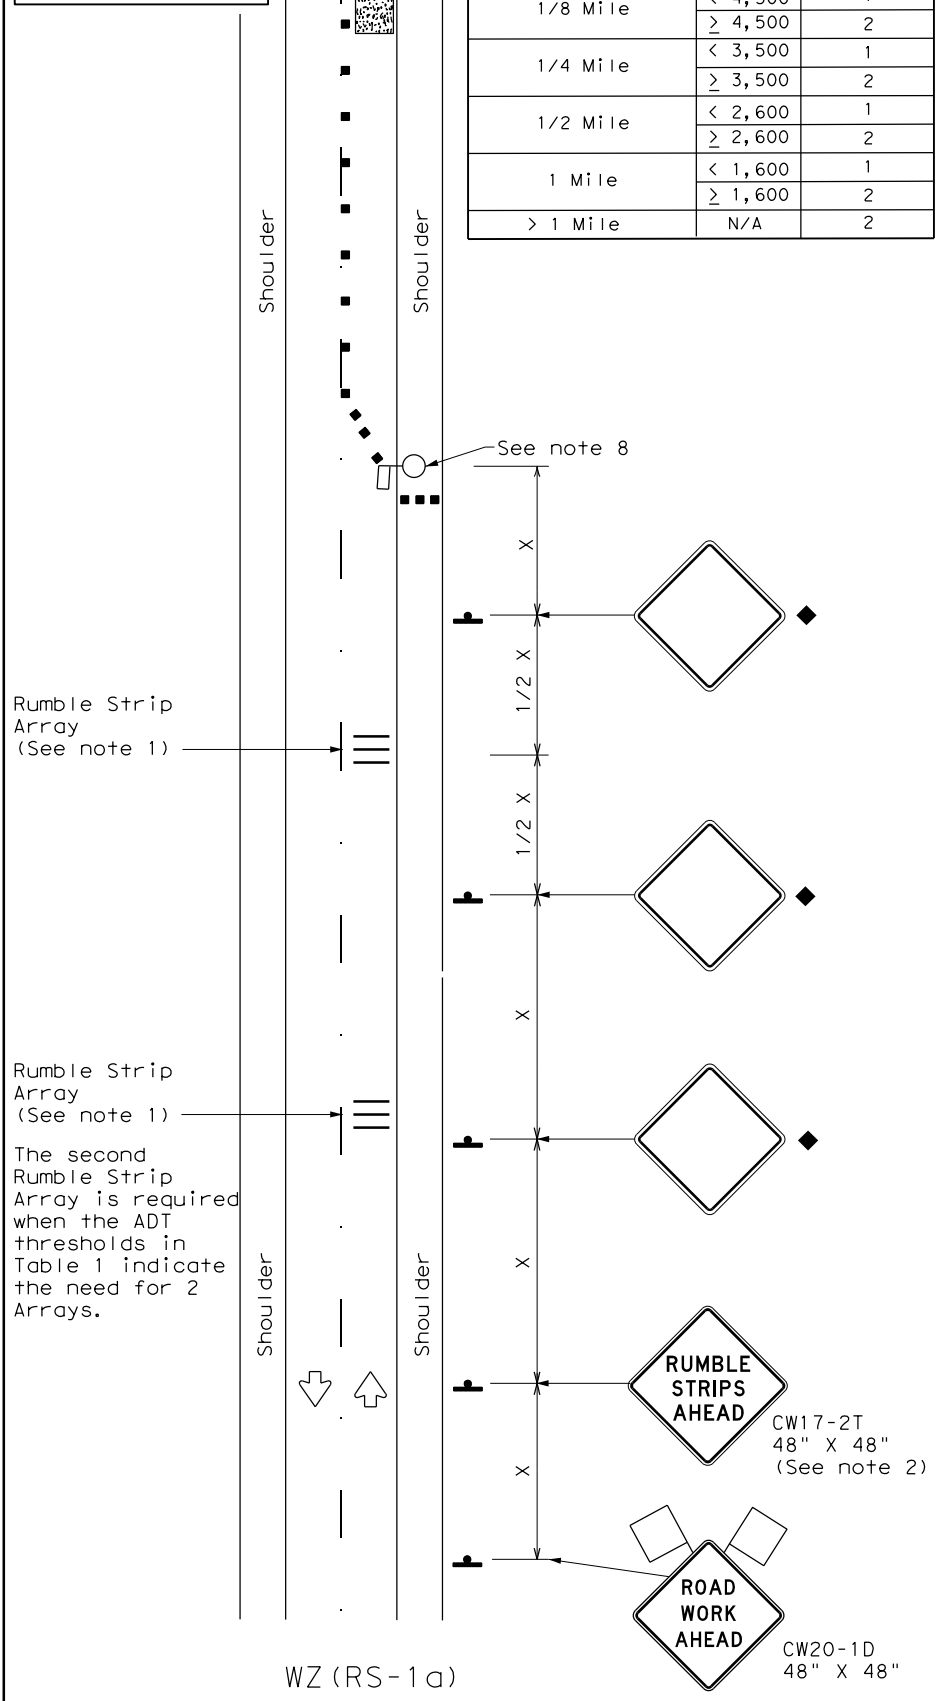 1/8 Mile
< 4,500 1
≥ 4,500 2
1/4 Mile
< 3,500 1
≥ 3,500 2
1/2 Mile
< 2,600 1
≥ 2,600 2
1 Mile
< 1,600 1
≥ 1,600 2
> 1 Mile N/A 2
Shoulder
Shoulder
See note 8
X
1/2 X
Rumble Strip
Array
(See note 1)
1/2 X
X
Rumble Strip
Array
(See note 1)
The second
Rumble Strip
Array is required
when the ADT
thresholds in
Table 1 indicate
the need for 2
Arrays.
Shoulder
Shoulder
X
RUMBLE
STRIPS
AHEAD
CW17-2T
48" X 48"
(See note 2)
X
ROAD
WORK
AHEAD
CW20-1D
48" X 48"
WZ(RS-1a)